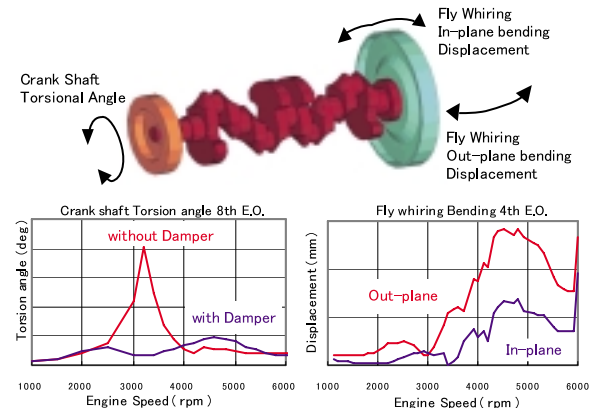 Fly Whiring
In-plane bending
Displacement
Crank Shaft
Torsional Angle
Fly Whiring
Out-plane bending
Displacement
Crank shaft Torsion angle 8th E.O.
Torsion angle (deg)
without Damper
with Damper
1000 2000 3000 4000 5000 6000
Engine Speed ( rpm )
Fly whiring Bending 4th E.O.
Displacement(mm)
Out-plane
In-plane
1000 2000 3000 4000 5000 6000
Engine Speed ( rpm )